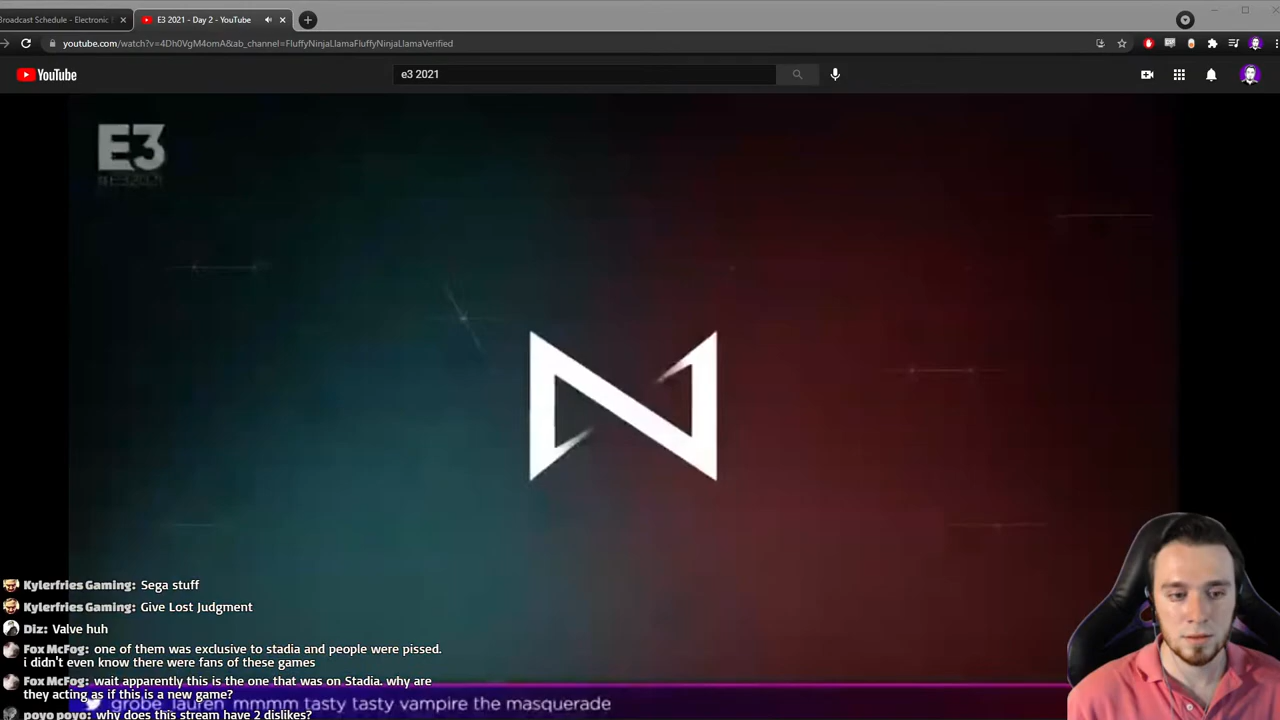 Broadcast Schedule - Electronic
E3 2021 - Day 2 - YouTube
youtube.com/watch?v=4Dh0VgM4omA&ab_channel=FluffyNinjaLlamaFluffyNinjaLlamaVerified
YouTube
e3 2021
E3
Kylerfries Gaming: Sega stuff
Kylerfries Gaming: Give Lost Judgment
Diz: Valve huh
Fox McFog: one of them was exclusive to stadia and people were pissed.
i didn't even know there were fans of these games
Fox McFog: wait apparently this is the one that was on Stadia. why are
they acting as if this is a new game?
grobe_lauren mmmm tasty tasty vampire the masquerade
poyo poyo: why does this stream have 2 dislikes?